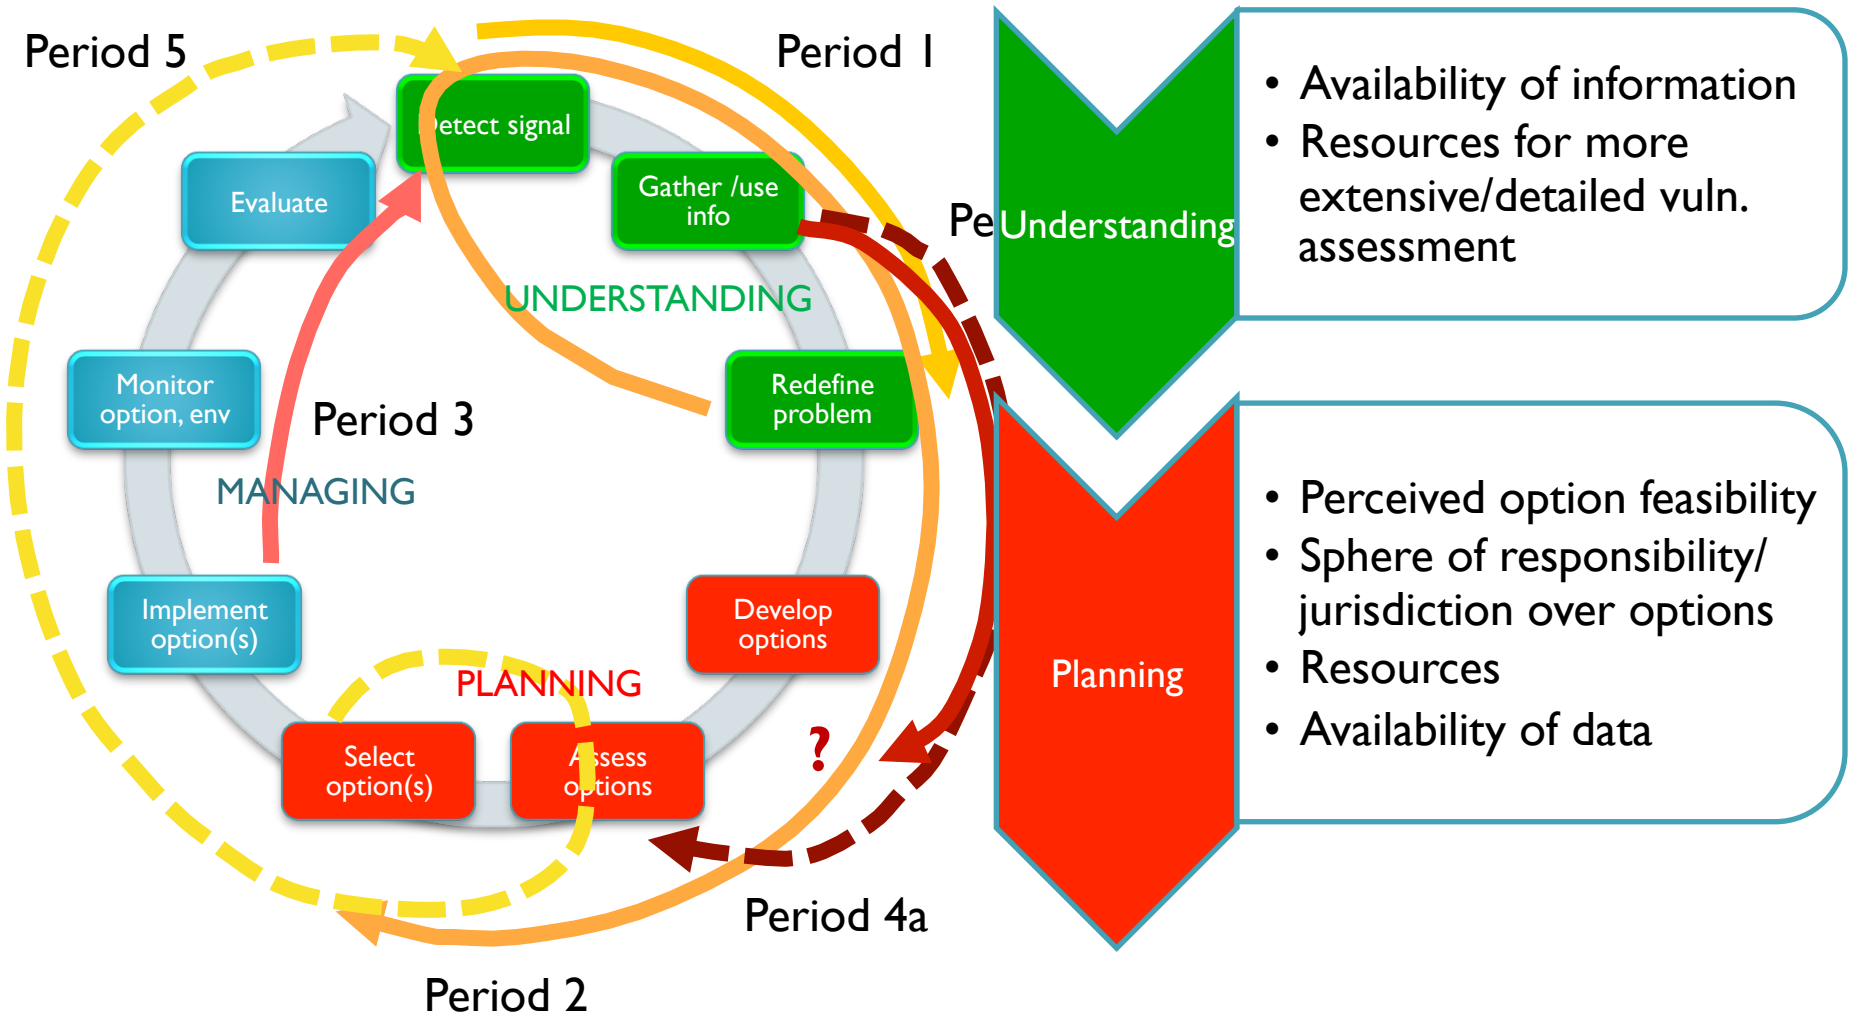 Period 5
Period 1
Detect signal
Gather /use
info
Evaluate
UNDERSTANDING
Redefine
problem
Monitor
option, env
Period 3
MANAGING
Implement
option(s)
Develop
options
PLANNING
Select
option(s)
Assess
options
?
Period 4a
Period 2
Pe
Understanding
• Availability of information
• Resources for more
extensive/detailed vuln.
assessment
Planning
• Perceived option feasibility
• Sphere of responsibility/
jurisdiction over options
• Resources
• Availability of data